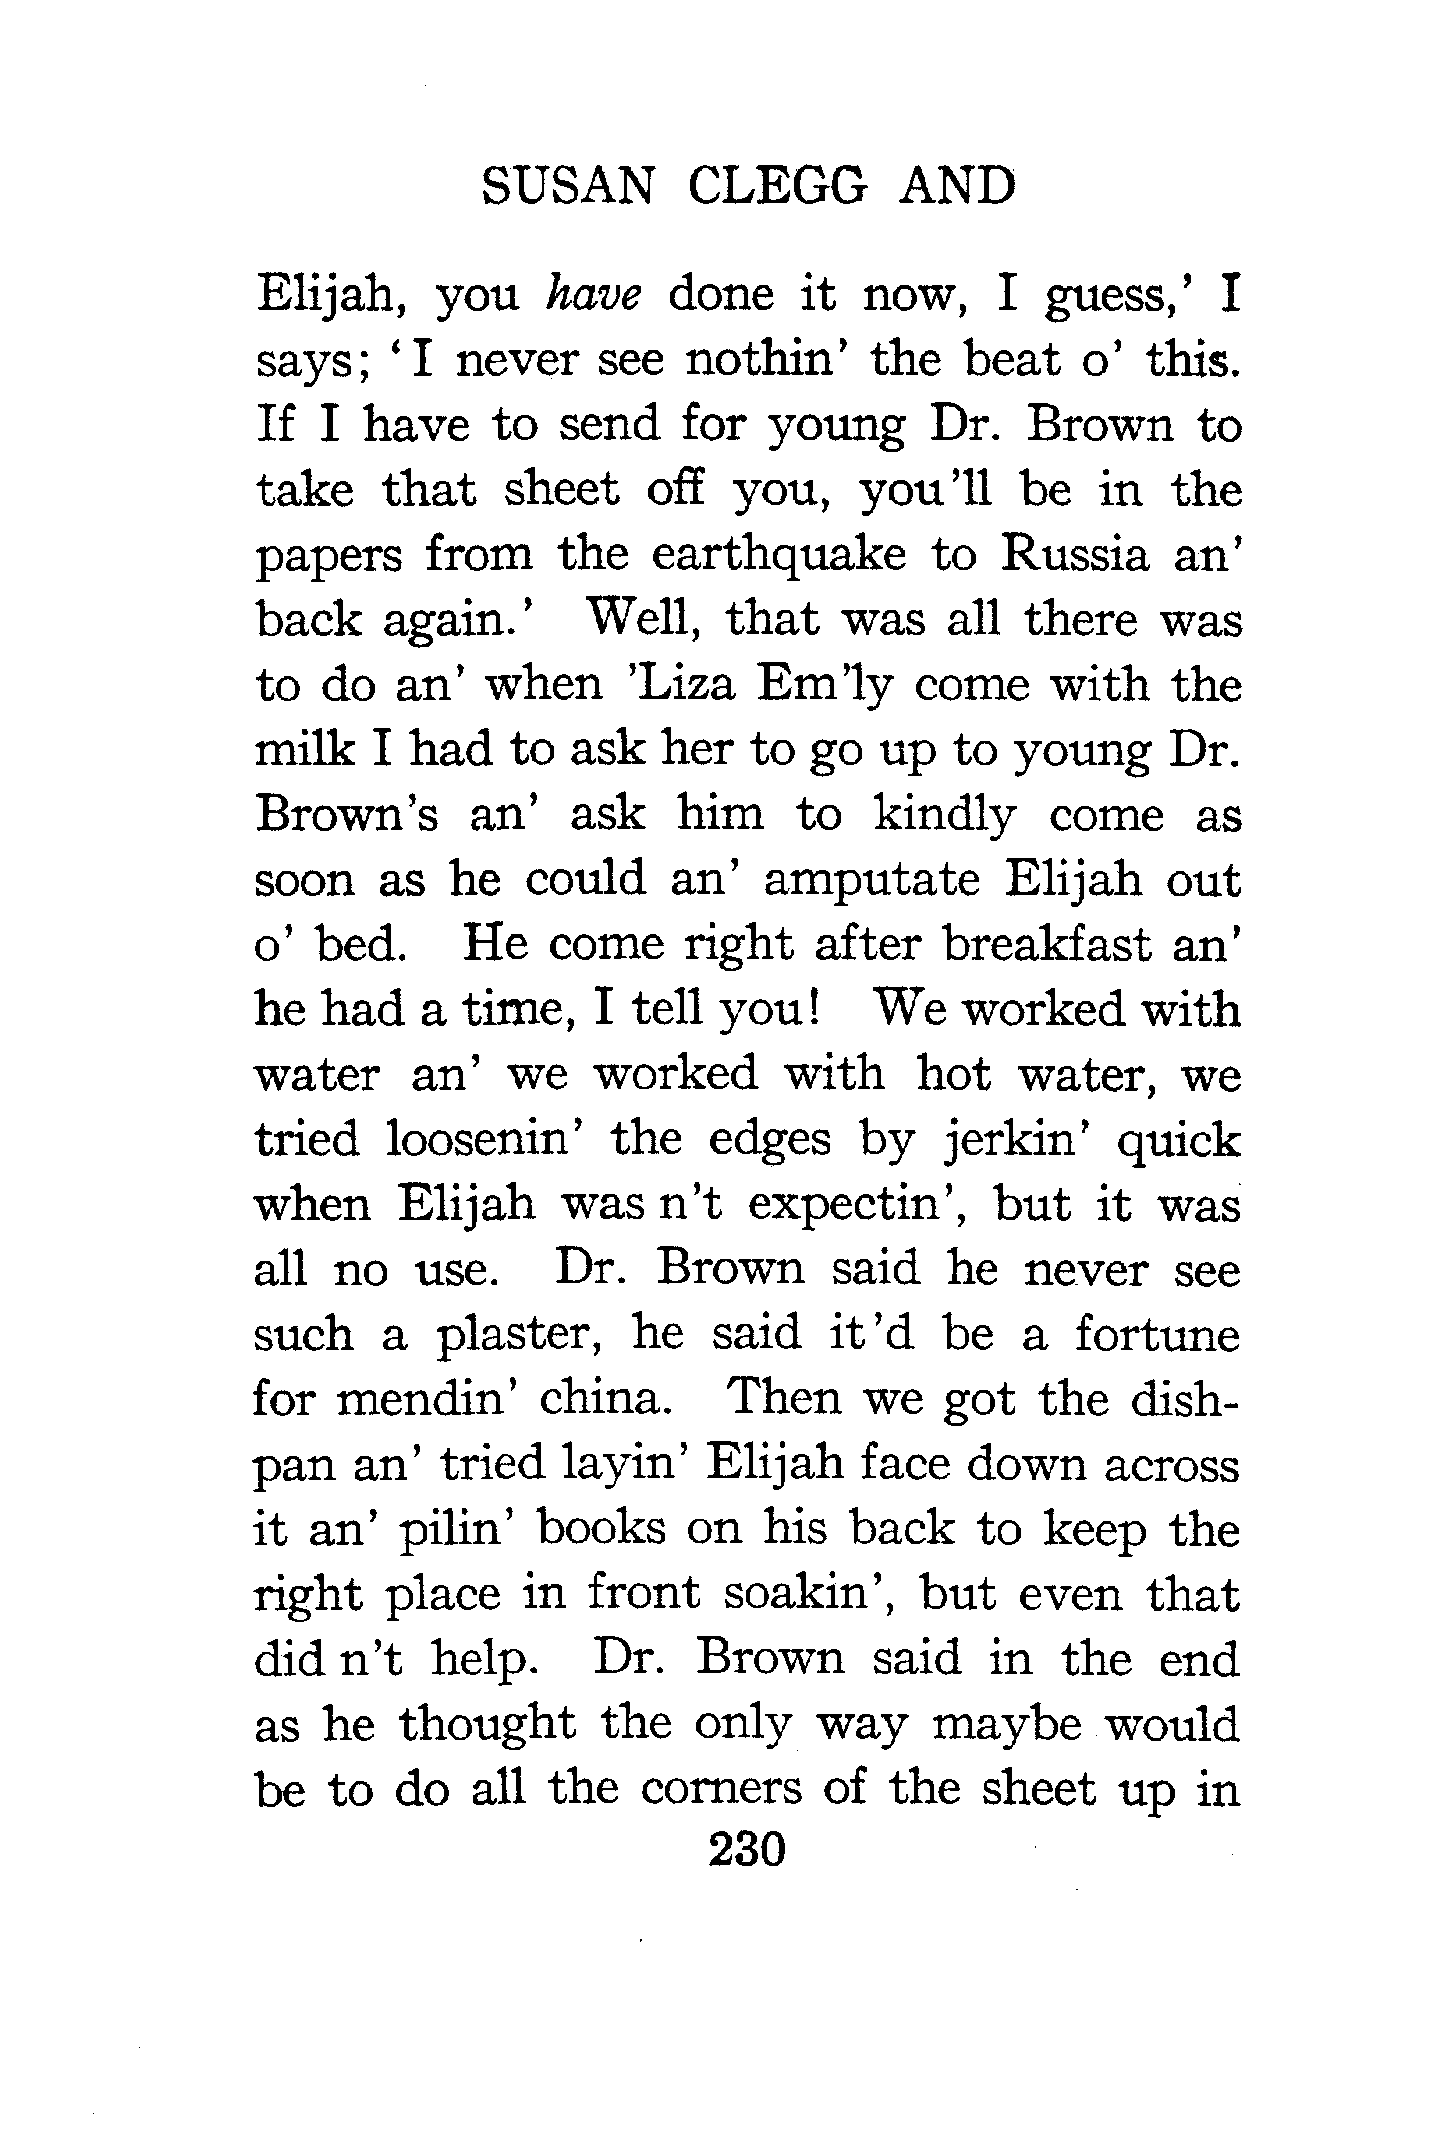 SUSAN CLEGG AND
Elijah, you have done it now, I guess,’ I
says; ‘I never see nothin’ the beat o’ this.
If I have to send for young Dr. Brown to
take that sheet off you, you ’ll be in the
papers from the earthquake to Russia an’
back again.’ Well, that was all there was
to do an’ when ’Liza Em’ly come with the
milk I had to ask her to go up to young Dr.
Brown’s an’ ask him to kindly come as
soon as he could an’ amputate Elijah out
o’ bed. He come right after breakfast an’
he had a time, I tell you! We worked with
water an’ we worked with hot water, we
tried loosenin’ the edges by jerkin’ quick
when Elijah was n’t expectin’, but it was
all no use. Dr. Brown said he never see
such a plaster, he said it ’d be a fortune
for mendin’ china. Then we got the dish-
pan an’ tried layin’ Elijah face down across
it an’ pilin’ books on his back to keep the
right place in front soakin’, but even that
did n’t help. Dr. Brown said in the end
as he thought the only way maybe would
be to do all the corners of the sheet up in
230